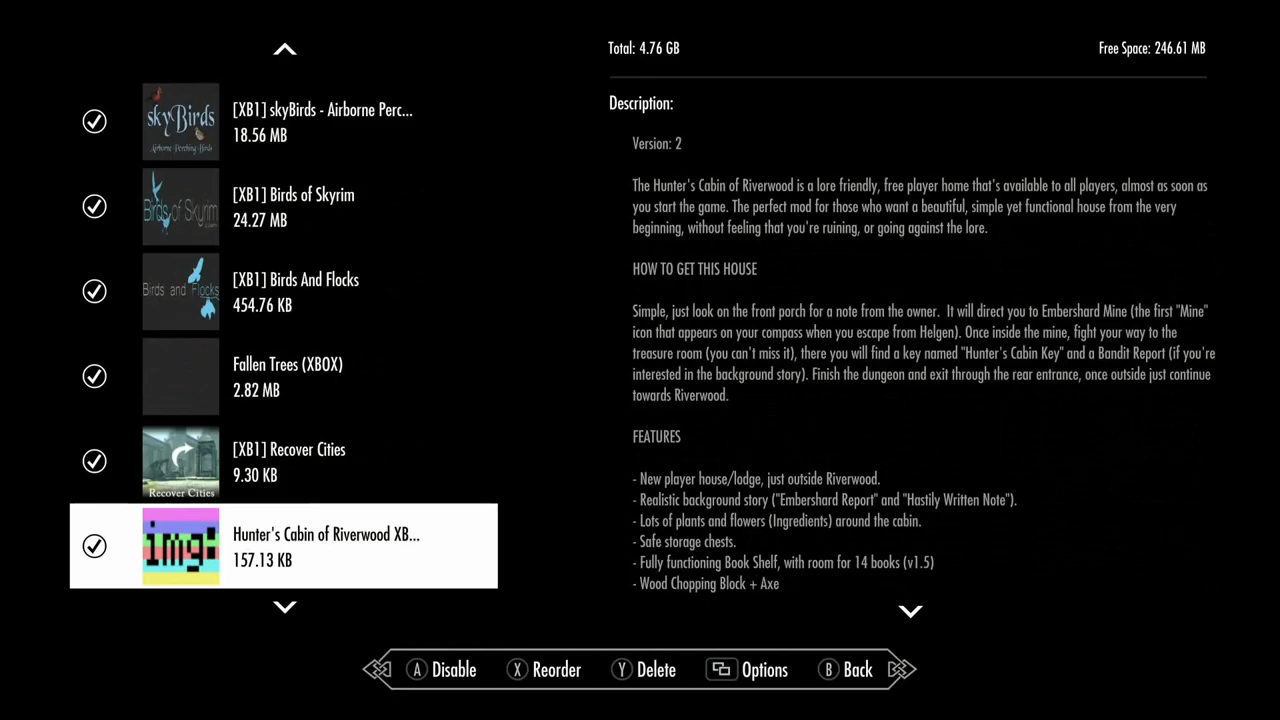 Total: 4.76 GB
Free Space: 246.61 MB
skyBirds
Airborne Perching Birds
[XB1] skyBirds - Airborne Perc...
18.56 MB
Birds of Skyrim
[XB1] Birds of Skyrim
24.27 MB
Birds and Flocks
[XB1] Birds And Flocks
454.76 KB
Fallen Trees (XBOX)
2.82 MB
Recover Cities
[XB1] Recover Cities
9.30 KB
img:
Hunter's Cabin of Riverwood XB...
157.13 KB
Description:
Version: 2
The Hunter's Cabin of Riverwood is a lore friendly, free player home that's available to all players, almost as soon as
you start the game. The perfect mod for those who want a beautiful, simple yet functional house from the very
beginning, without feeling that you're ruining, or going against the lore.
HOW TO GET THIS HOUSE
Simple, just look on the front porch for a note from the owner.  It will direct you to Embershard Mine (the first "Mine"
icon that appears on your compass when you escape from Helgen). Once inside the mine, fight your way to the
treasure room (you can't miss it), there you will find a key named "Hunter's Cabin Key" and a Bandit Report (if you're
interested in the background story). Finish the dungeon and exit through the rear entrance, once outside just continue
towards Riverwood.
FEATURES
- New player house/lodge, just outside Riverwood.
- Realistic background story ("Embershard Report" and "Hastily Written Note").
- Lots of plants and flowers (Ingredients) around the cabin.
- Safe storage chests.
- Fully functioning Book Shelf, with room for 14 books (v1.5)
- Wood Chopping Block + Axe
A Disable X Reorder Y Delete Options B Back